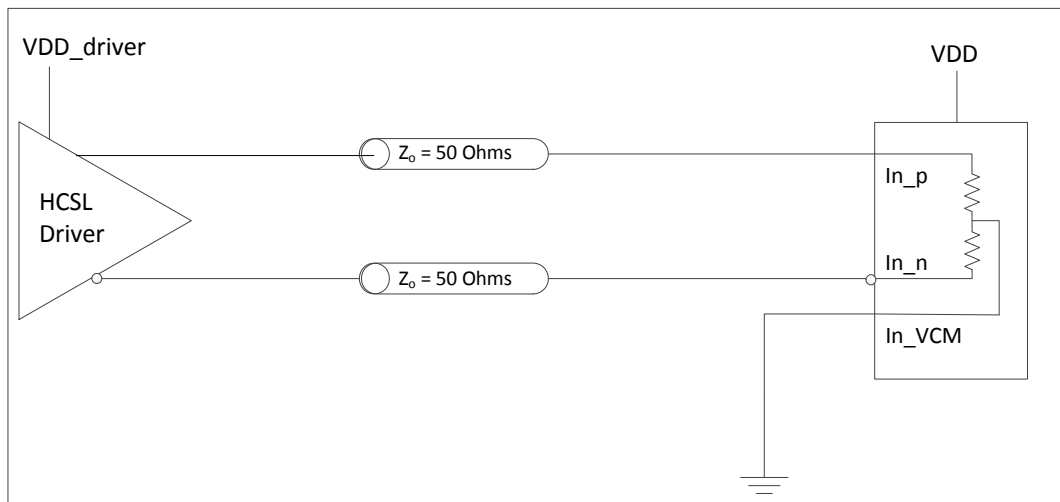 VDD_driver
VDD
Zₒ = 50 Ohms
In_p
HCSL
Driver
In_n
Zₒ = 50 Ohms
In_VCM